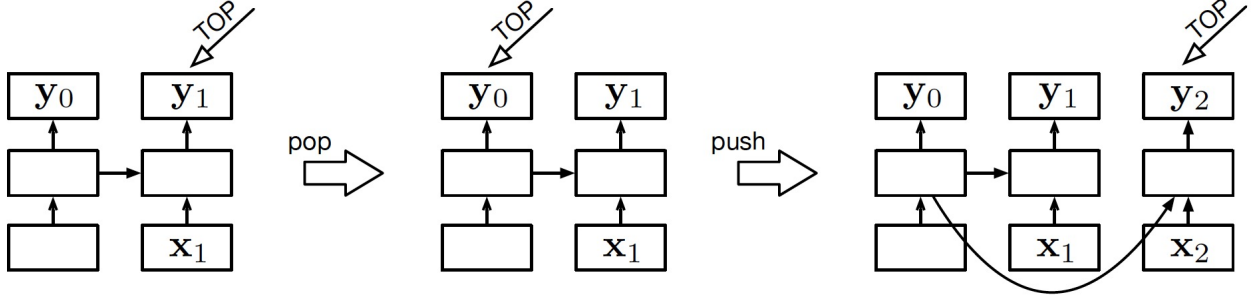 TOP
TOP
TOP
y₀ y₁
y₀ y₁
y₀ y₁ y₂
pop
push
x₁
x₁
x₁ x₂